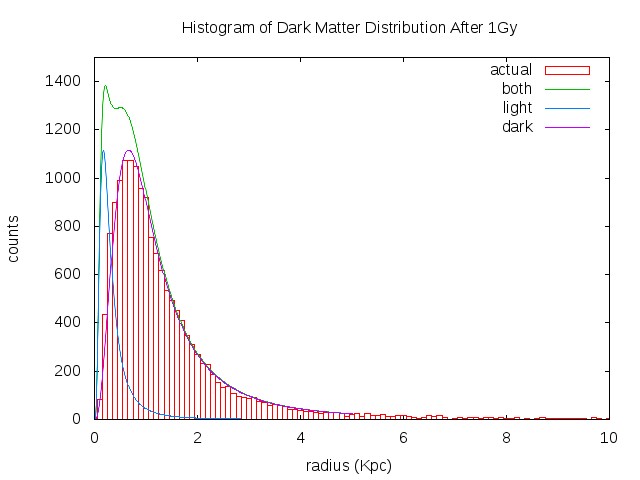 Histogram of Dark Matter Distribution After 1Gy
actual
both
light
dark
1400
1200
1000
800
600
400
200
0
counts
0 2 4 6 8 10
radius (Kpc)